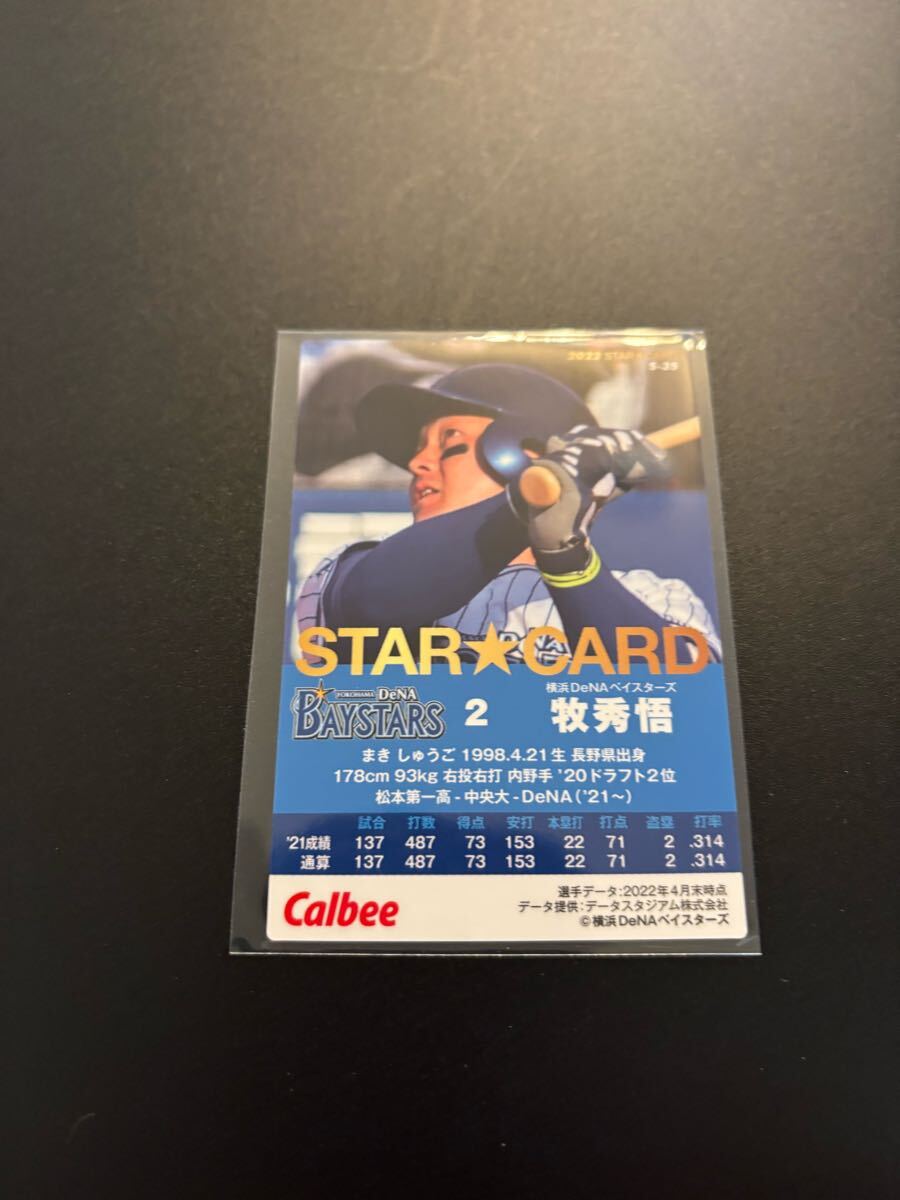 2022 STAR★CARD
S-35
STAR★CARD
YOKOHAMA DeNA
BAYSTARS
2
横浜DeNAベイスターズ
牧秀悟
まき しゅうご 1998.4.21生 長野県出身
178cm 93kg 右投右打 内野手 '20ドラフト2位
松本第一高-中央大-DeNA('21〜)
試合 打数 得点 安打 本塁打 打点 盗塁 打率
'21成績 137 487 73 153 22 71 2 .314
通算 137 487 73 153 22 71 2 .314
Calbee
選手データ:2022年4月末時点
データ提供:データスタジアム株式会社
©横浜DeNAベイスターズ